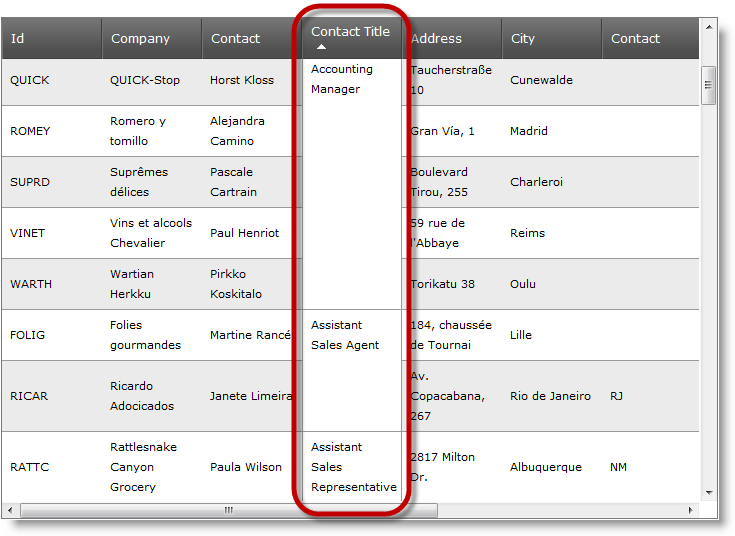 Id Company Contact Contact Title Address City Contact
QUICK QUICK-Stop Horst Kloss Accounting
Manager Taucherstraße
10 Cunewalde
ROMEY Romero y
tomillo Alejandra
Camino Gran Vía, 1 Madrid
SUPRD Suprêmes
délices Pascale
Cartrain Boulevard
Tirou, 255 Charleroi
VINET Vins et alcools
Chevalier Paul Henriot 59 rue de
l'Abbaye Reims
WARTH Wartian
Herkku Pirkko
Koskitalo Torikatu 38 Oulu
FOLIG Folies
gourmandes Martine Rancé Assistant
Sales Agent 184, chaussée
de Tournai Lille
RICAR Ricardo
Adocicados Janete Limeira Av.
Copacabana,
267 Rio de Janeiro RJ
RATTC Rattlesnake
Canyon
Grocery Paula Wilson Assistant
Sales
Representative 2817 Milton
Dr. Albuquerque NM